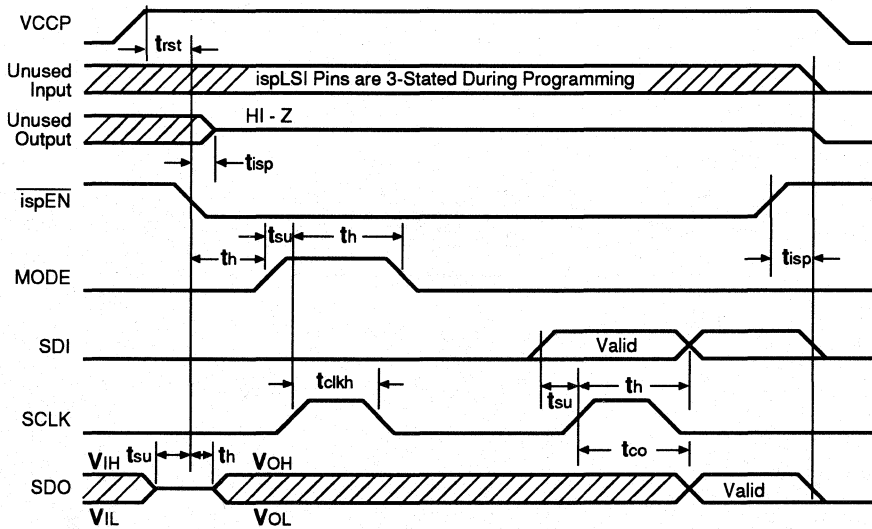 VCCP
trst
Unused Input
ispLSI Pins are 3-Stated During Programming
Unused Output
HI - Z
tisp
ispEN
tsu
th
th
tisp
MODE
SDI
Valid
tclkh
tsu
th
SCLK
tco
VIH
tsu
th
VOH
SDO
Valid
VIL
VOL